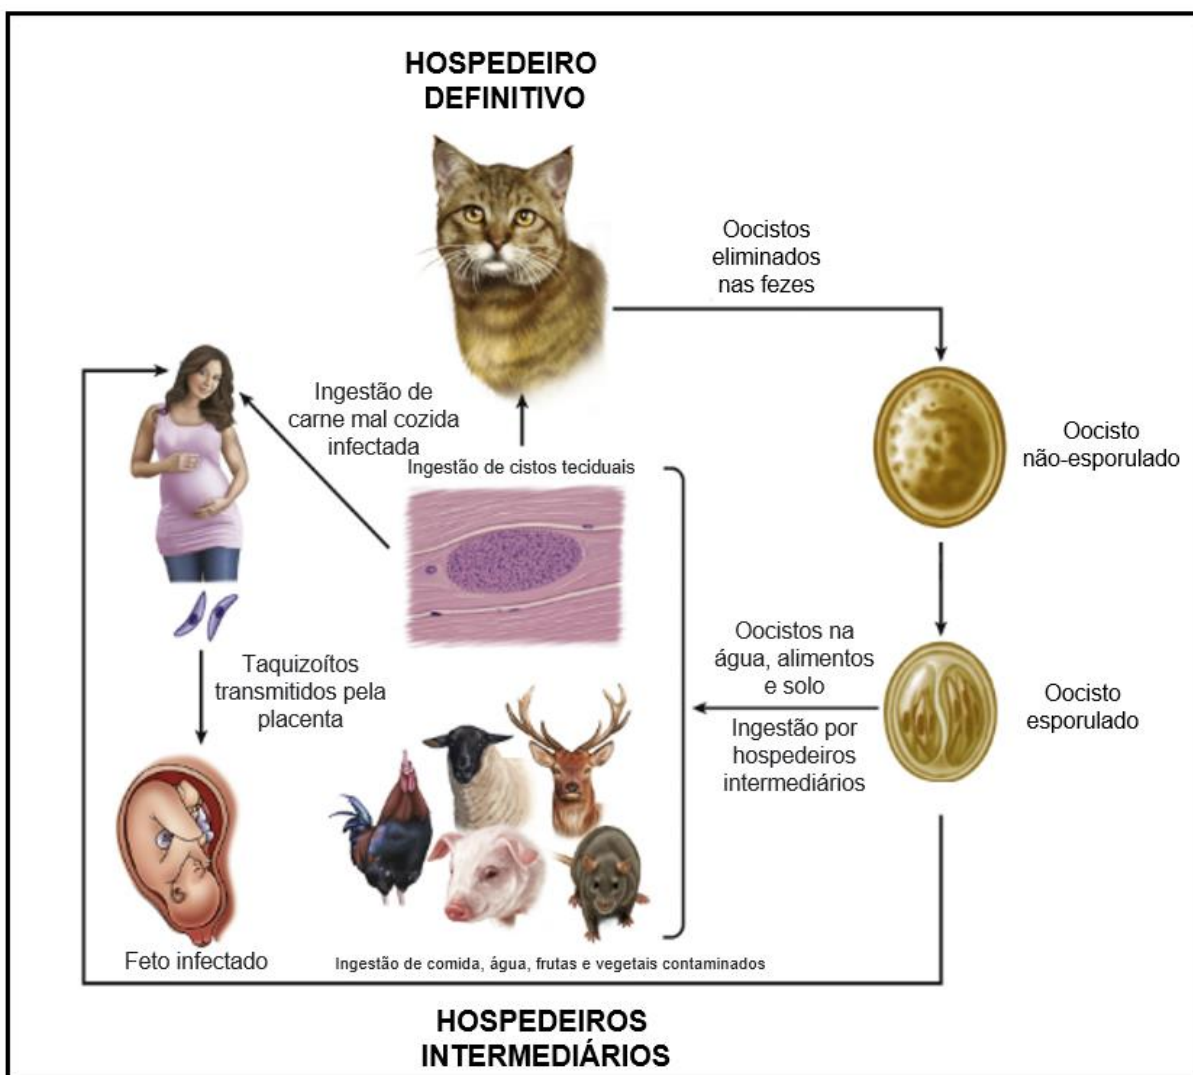 HOSPEDEIRO
DEFINITIVO
Oocistos
eliminados
nas fezes
Ingestão de
carne mal cozida
infectada
Ingestão de cistos teciduais
Oocisto
não-esporulado
Oocistos na
água, alimentos
e solo
Ingestão por
hospedeiros
intermediários
Oocisto
esporulado
Taquizoítos
transmitidos pela
placenta
Feto infectado
Ingestão de comida, água, frutas e vegetais contaminados
HOSPEDEIROS
INTERMEDIÁRIOS